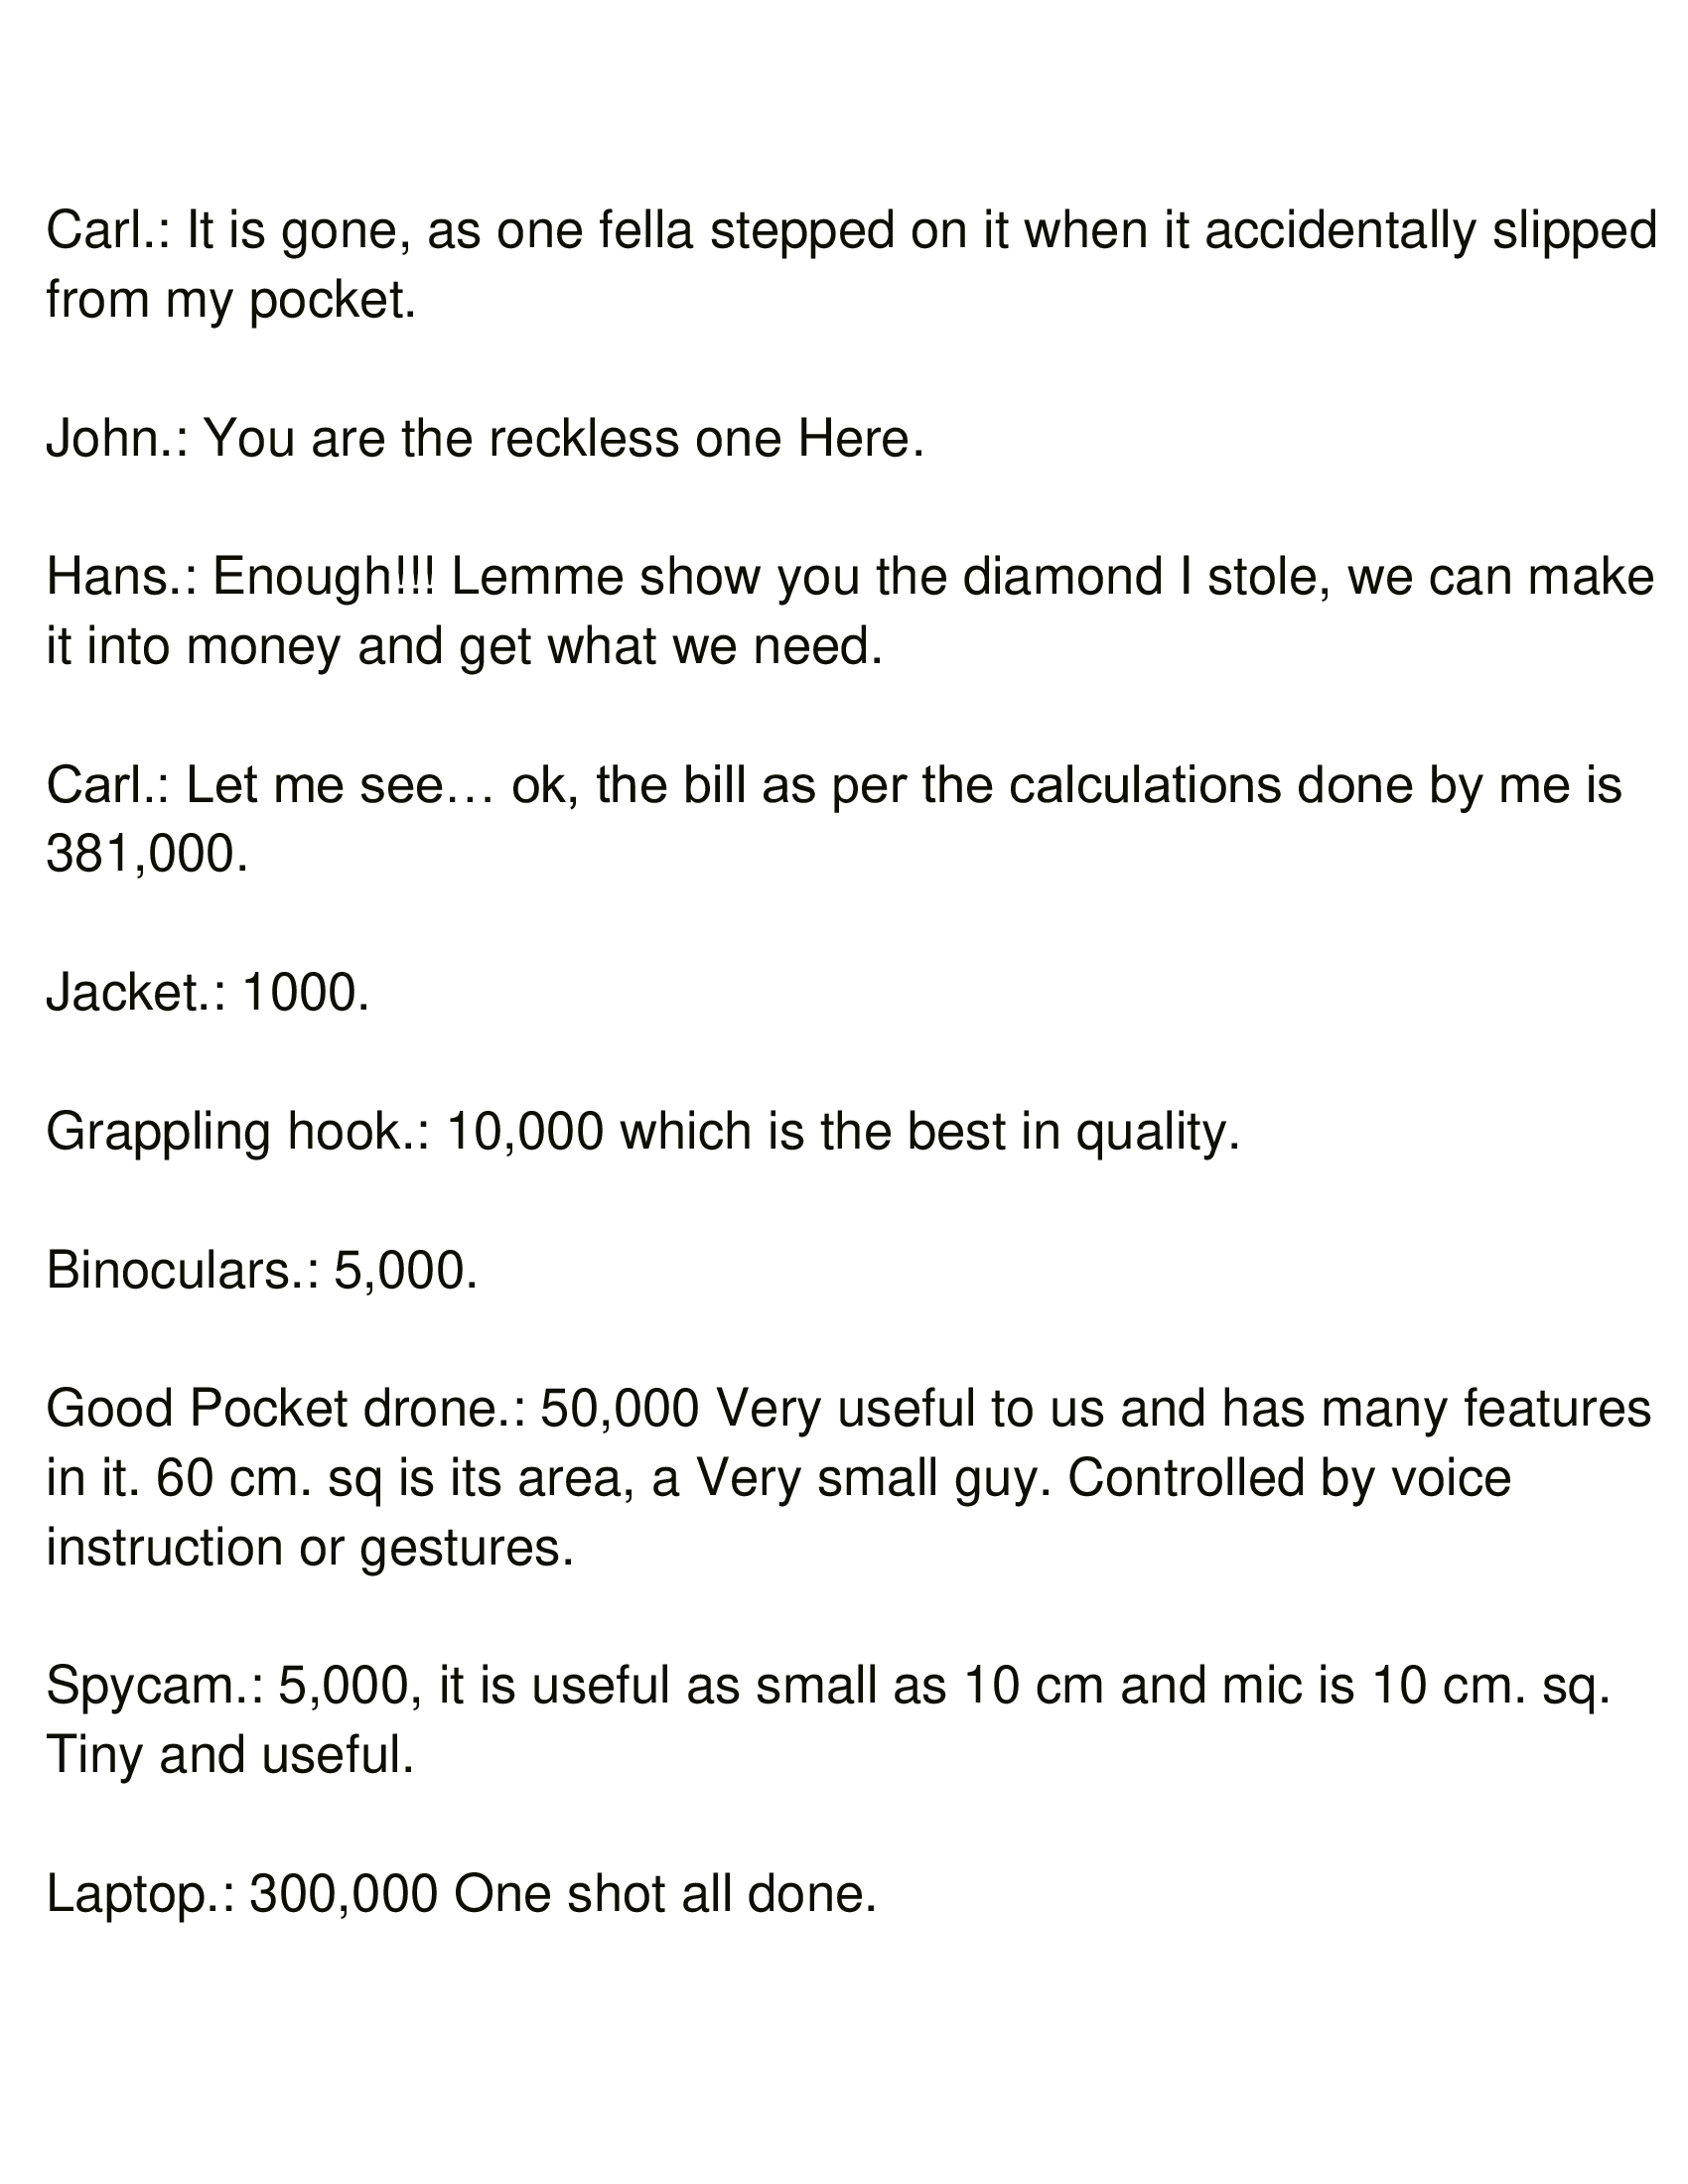 Carl.: It is gone, as one fella stepped on it when it accidentally slipped
from my pocket.
John.: You are the reckless one Here.
Hans.: Enough!!! Lemme show you the diamond I stole, we can make
it into money and get what we need.
Carl.: Let me see… ok, the bill as per the calculations done by me is
381,000.
Jacket.: 1000.
Grappling hook.: 10,000 which is the best in quality.
Binoculars.: 5,000.
Good Pocket drone.: 50,000 Very useful to us and has many features
in it. 60 cm. sq is its area, a Very small guy. Controlled by voice
instruction or gestures.
Spycam.: 5,000, it is useful as small as 10 cm and mic is 10 cm. sq.
Tiny and useful.
Laptop.: 300,000 One shot all done.